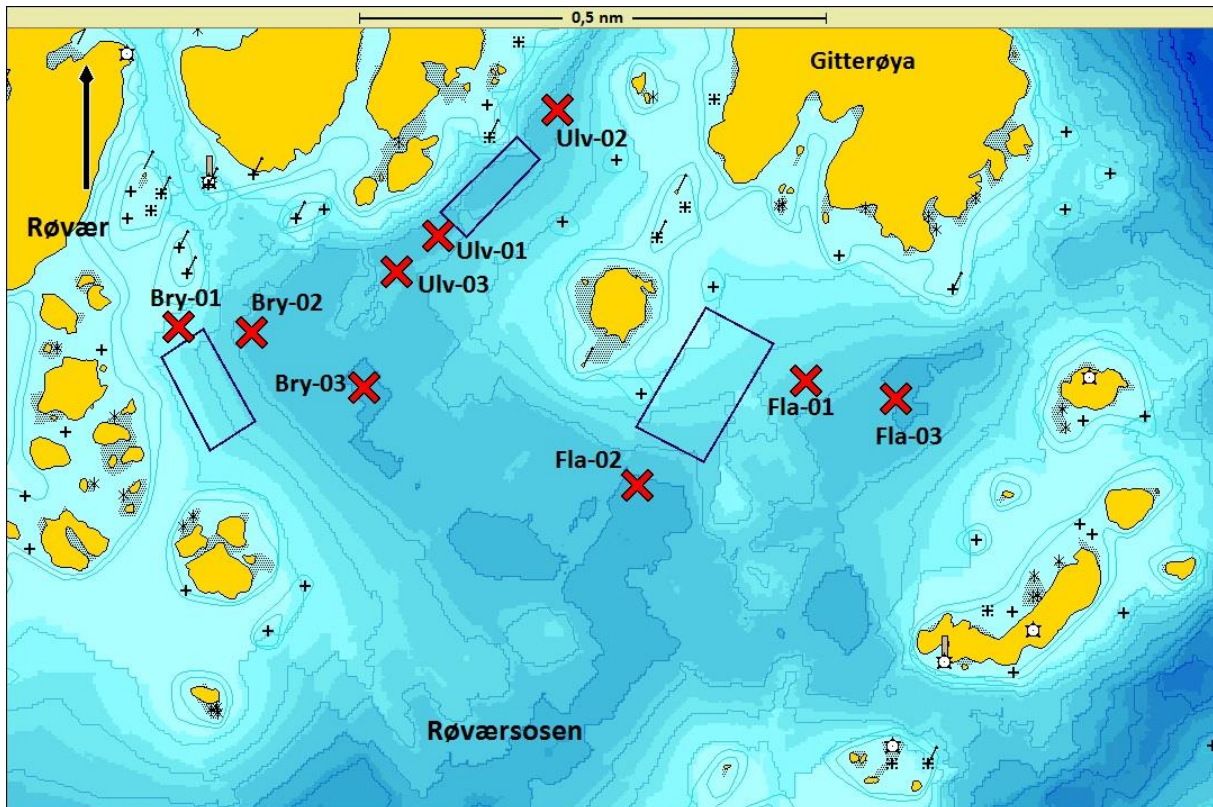 0,5 nm
Gitterøya
Ulv-02
Røvær
Ulv-01
Ulv-03
Bry-01
Bry-02
Bry-03
Fla-01
Fla-03
Fla-02
Røværsosen